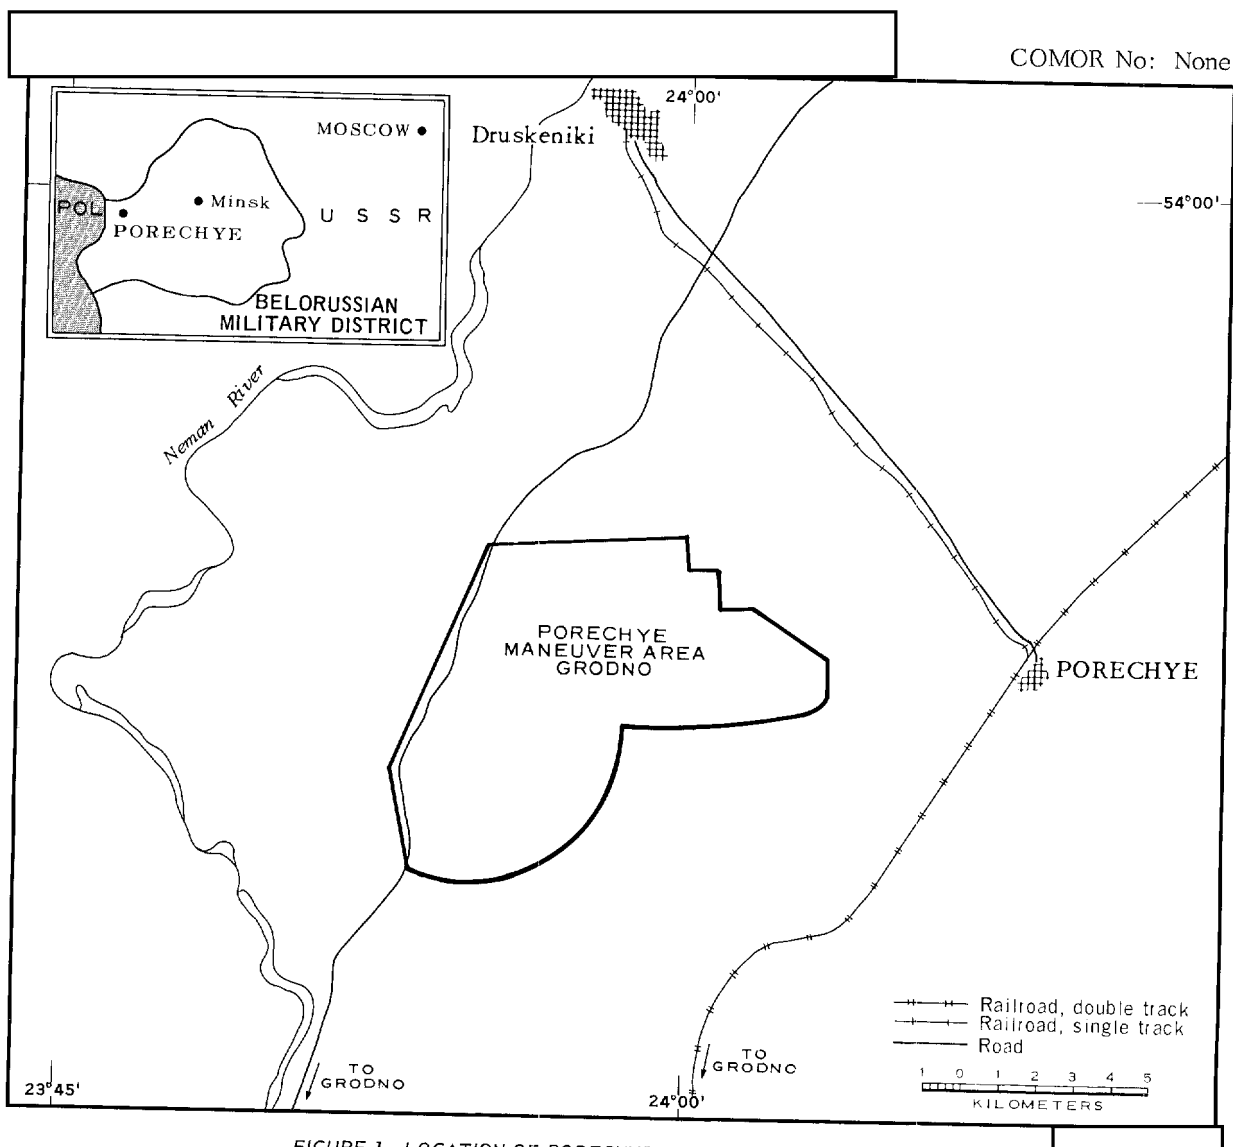 COMOR No: None
24°00'
Druskeniki
MOSCOW
54°00'
Minsk
POL
U S S R
PORECHYE
BELORUSSIAN
MILITARY DISTRICT
Neman River
PORECHYE
MANEUVER AREA
GRODNO
PORECHYE
Railroad, double track
Railroad, single track
Road
TO
GRODNO
TO
GRODNO
1 0 1 2 3 4 5
KILOMETERS
23°45'
24°00'
FIGURE 1. LOCATION OF